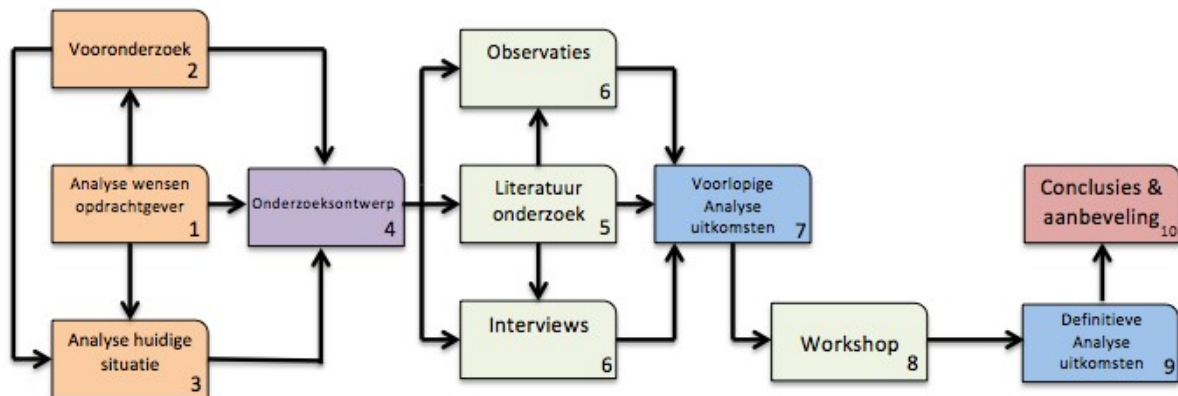 Vooronderzoek
2
Analyse wensen
opdrachtgever
1
Analyse huidige
situatie
3
Onderzoeksontwerp
4
Observaties
6
Literatuur
onderzoek
5
Interviews
6
Voorlopige
Analyse
uitkomsten
7
Workshop
8
Definitieve
Analyse
uitkomsten
9
Conclusies &
aanbeveling
10